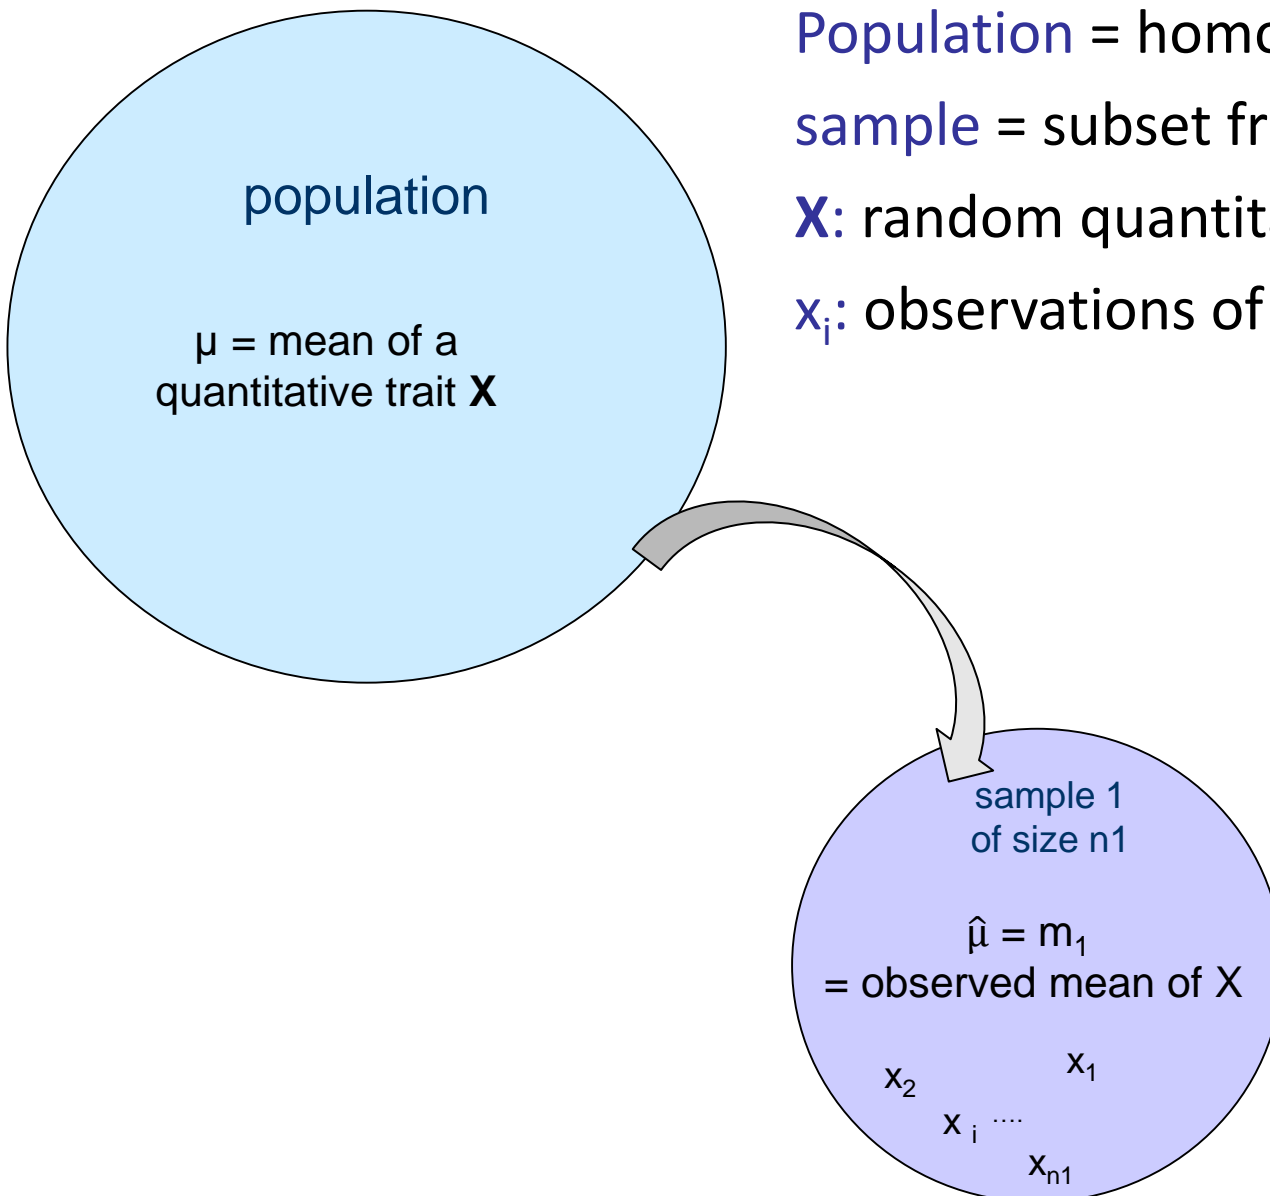 Population = homo
sample = subset fr
X: random quantita
xi: observations of
population
μ = mean of a
quantitative trait X
sample 1
of size n1
μ̂ = m1
= observed mean of X
x2 x1
x i ....
xn1